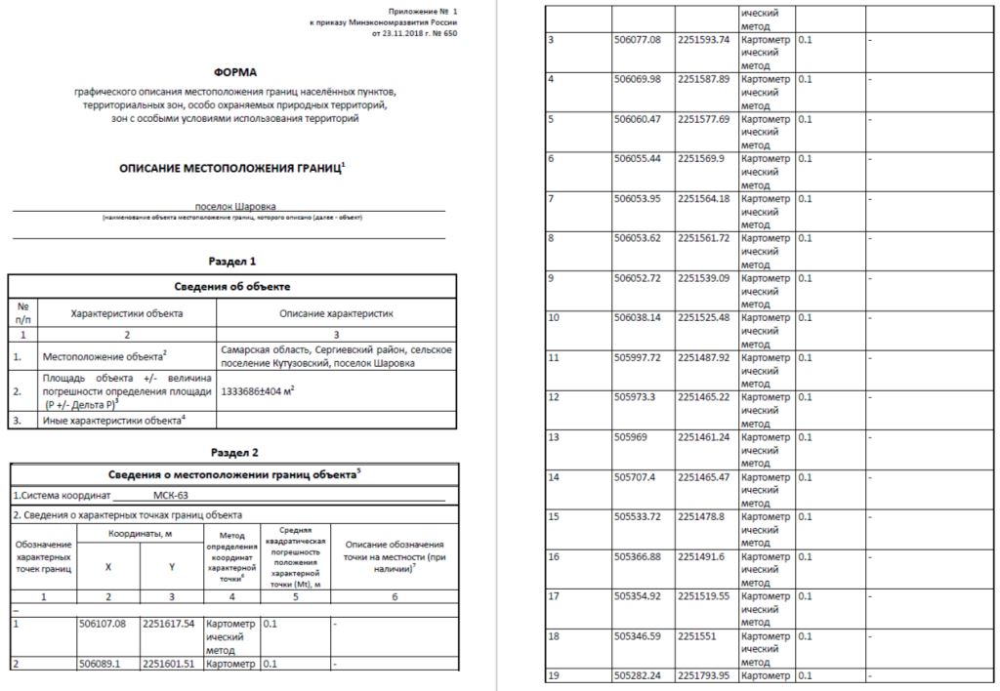 Приложение № 1
к приказу Минэкономразвития России
от 23.11.2018 г. № 650
ФОРМА
графического описания местоположения границ населённых пунктов,
территориальных зон, особо охраняемых природных территорий,
зон с особыми условиями использования территорий
ОПИСАНИЕ МЕСТОПОЛОЖЕНИЯ ГРАНИЦ1
поселок Шаровка
(наименование объекта местоположение границ, которого описано (далее - объект)
Раздел 1
Сведения об объекте
№ п/п Характеристики объекта Описание характеристик
1 2 3
1. Местоположение объекта2 Самарская область, Сергиевский район, сельское
поселение Кутузовский, поселок Шаровка
2. Площадь объекта +/- величина
погрешности определения площади
(P +/- Дельта P)3 1333686±404 м2
3. Иные характеристики объекта4
Раздел 2
Сведения о местоположении границ объекта5
1.Система координат МСК-63
2. Сведения о характерных точках границ объекта
Обозначение
характерных
точек границ
Координаты, м
X Y
Метод
определения
координат
характерной
точки6
Средняя
квадратическая
погрешность
положения
характерной
точки (Mt), м
Описание обозначения
точки на местности (при
наличии)7
1 2 3 4 5 6
–
1 506107.08 2251617.54 Картометр 0.1 -
ический
метод
2 506089.1 2251601.51 Картометр 0.1 -
ический
метод
3 506077.08 2251593.74 Картометр 0.1 -
ический
метод
4 506069.98 2251587.89 Картометр 0.1 -
ический
метод
5 506060.47 2251577.69 Картометр 0.1 -
ический
метод
6 506055.44 2251569.9 Картометр 0.1 -
ический
метод
7 506053.95 2251564.18 Картометр 0.1 -
ический
метод
8 506053.62 2251561.72 Картометр 0.1 -
ический
метод
9 506052.72 2251539.09 Картометр 0.1 -
ический
метод
10 506038.14 2251525.48 Картометр 0.1 -
ический
метод
11 505997.72 2251487.92 Картометр 0.1 -
ический
метод
12 505973.3 2251465.22 Картометр 0.1 -
ический
метод
13 505969 2251461.24 Картометр 0.1 -
ический
метод
14 505707.4 2251465.47 Картометр 0.1 -
ический
метод
15 505533.72 2251478.8 Картометр 0.1 -
ический
метод
16 505366.88 2251491.6 Картометр 0.1 -
ический
метод
17 505354.92 2251519.55 Картометр 0.1 -
ический
метод
18 505346.59 2251551 Картометр 0.1 -
ический
метод
19 505282.24 2251793.95 Картометр 0.1 -